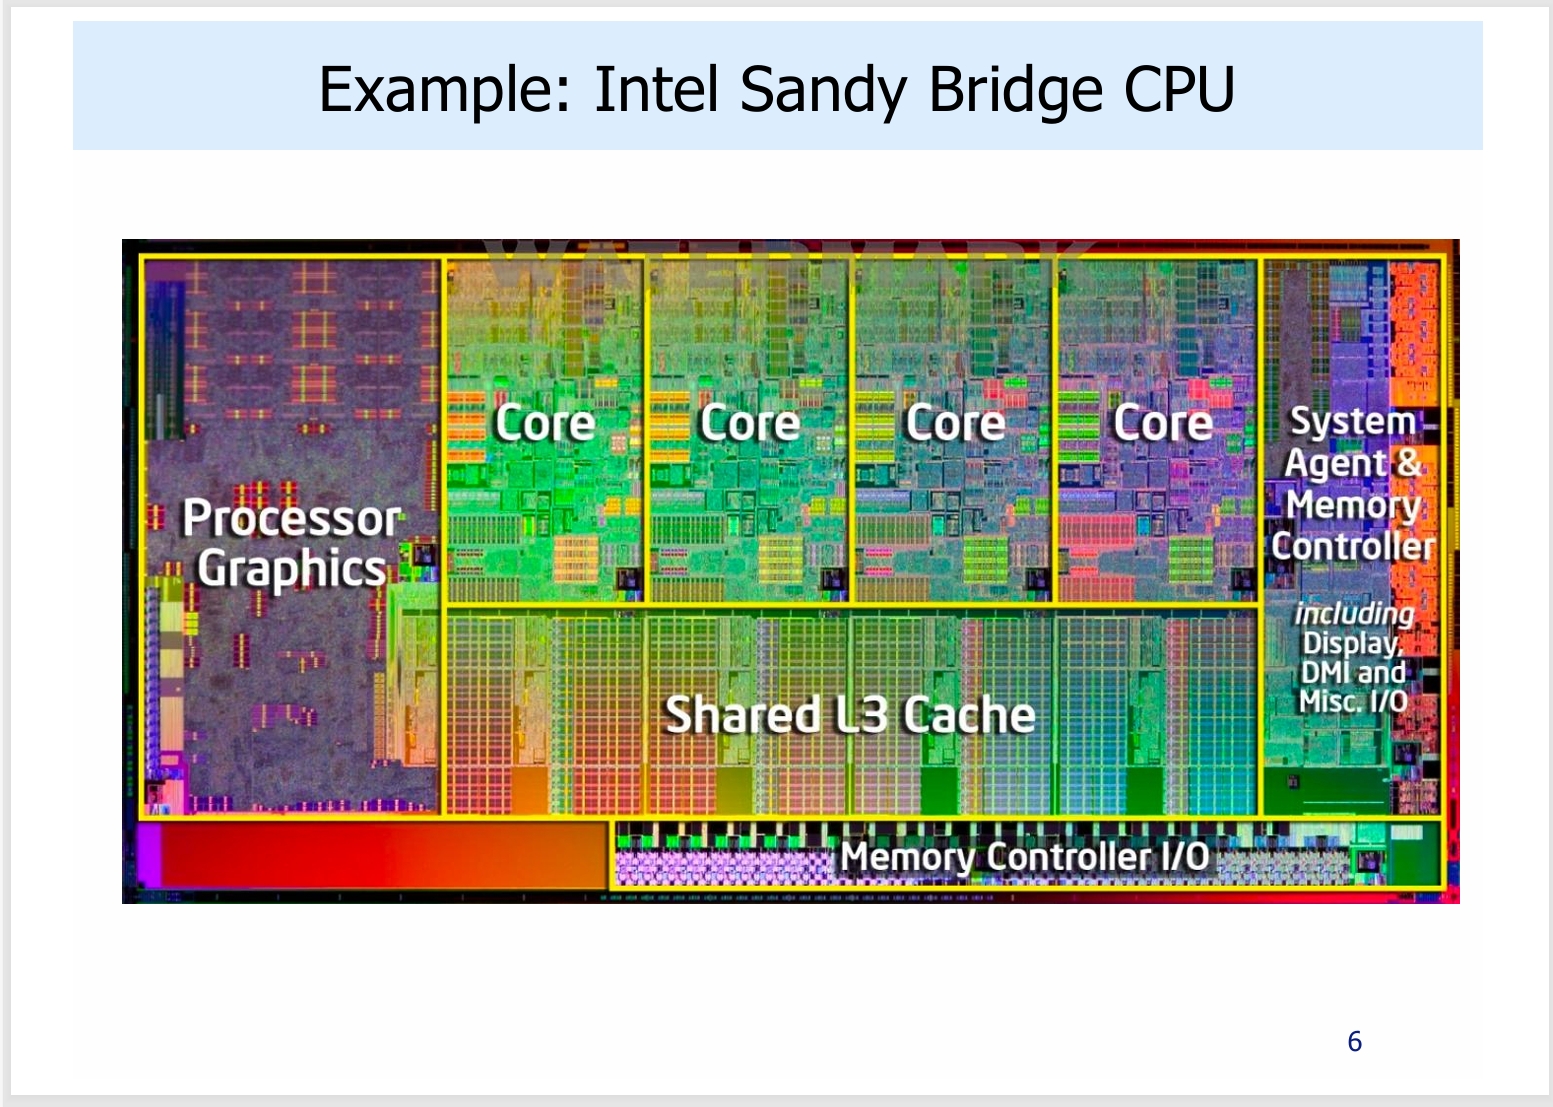 Example: Intel Sandy Bridge CPU
WATERMARK
Processor
Graphics
Core
Core
Core
Core
System
Agent &
Memory
Controller
including
Display,
DMI and
Misc. I/O
Shared L3 Cache
Memory Controller I/O
6